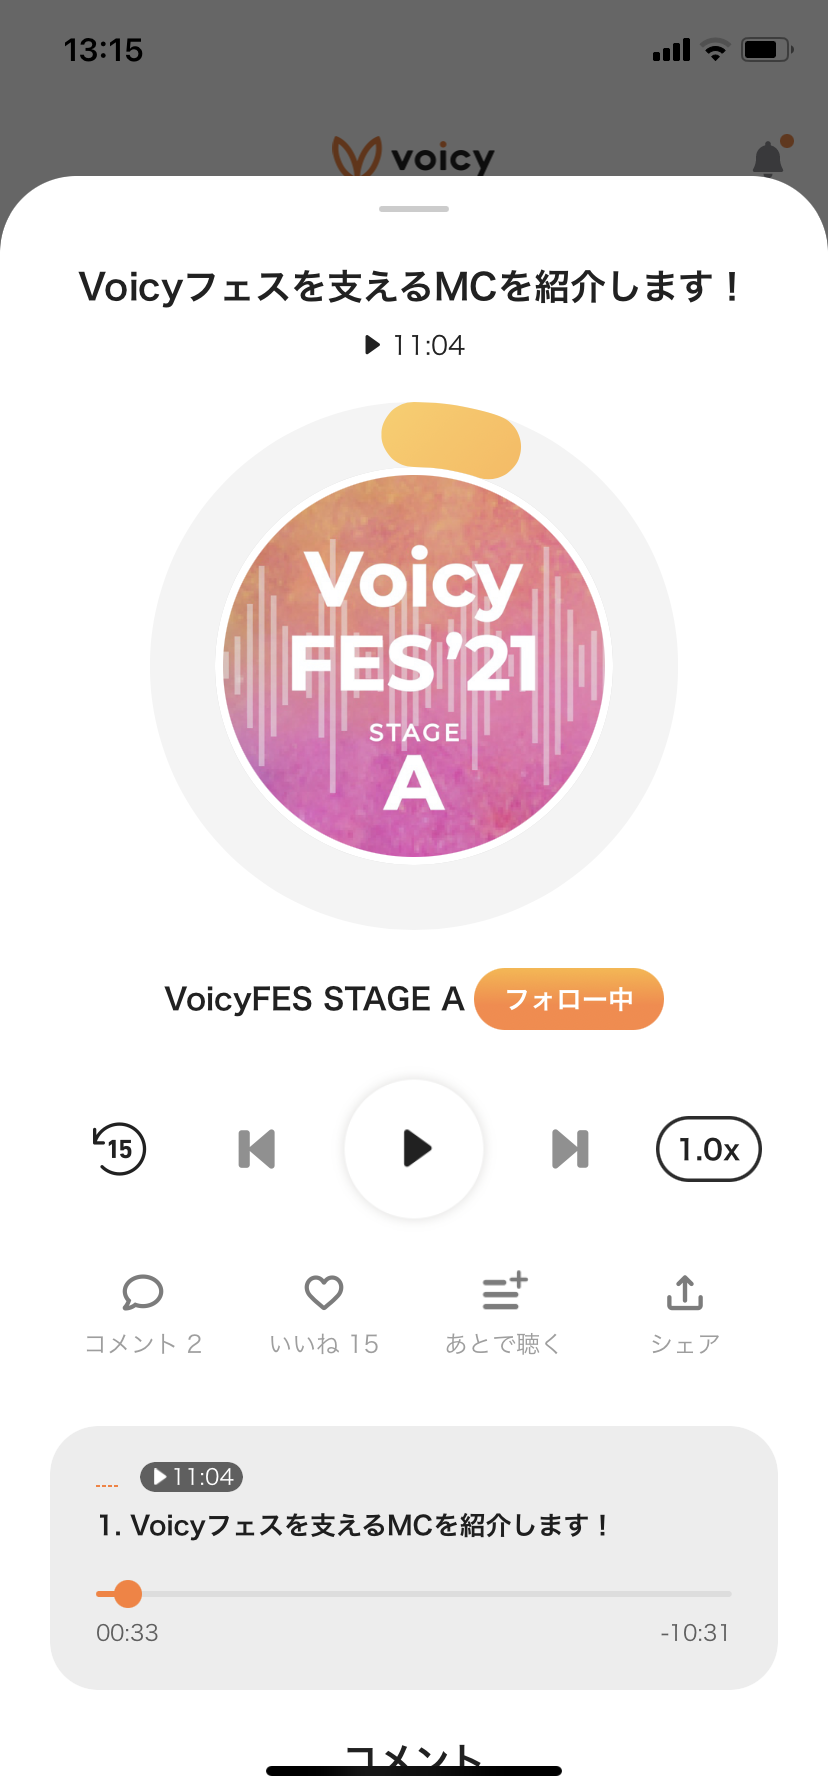 13:15
voicy
Voicyフェスを支えるMCを紹介します！
11:04
Voicy
FES’21
STAGE
A
VoicyFES STAGE A フォロー中
15
1.0x
コメント 2 いいね 15 あとで聴く シェア
11:04
1. Voicyフェスを支えるMCを紹介します！
00:33 -10:31
コメント